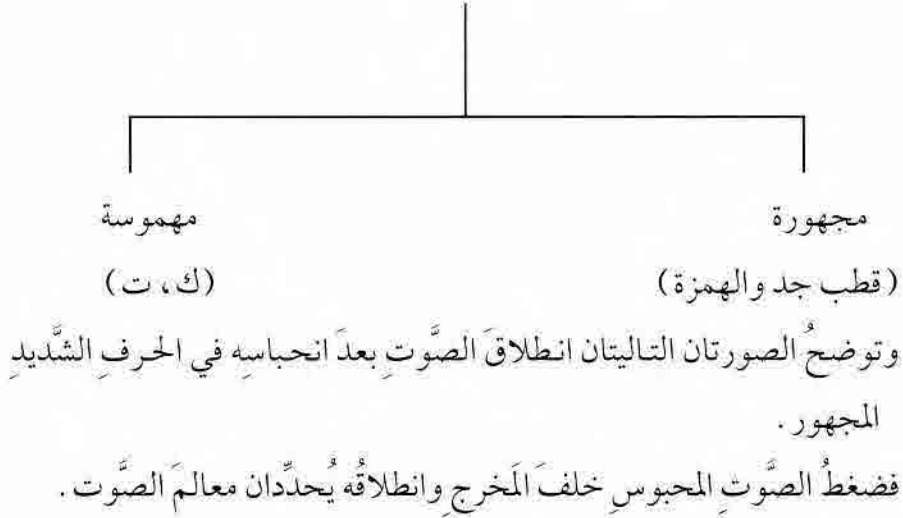 مجهورة
مهموسة
(قطب جد والهمزة)
(ك، ت)
وتوضحُ الصورتان التاليتان انطلاقَ الصَّوتِ بعدَ انحباسِه في الحرفِ الشَّديدِ
المجهور.
فضغطُ الصَّوتِ المحبوسِ خلفَ المَخرجِ وانطلاقُه يُحدِّدان معالمَ الصَّوت.